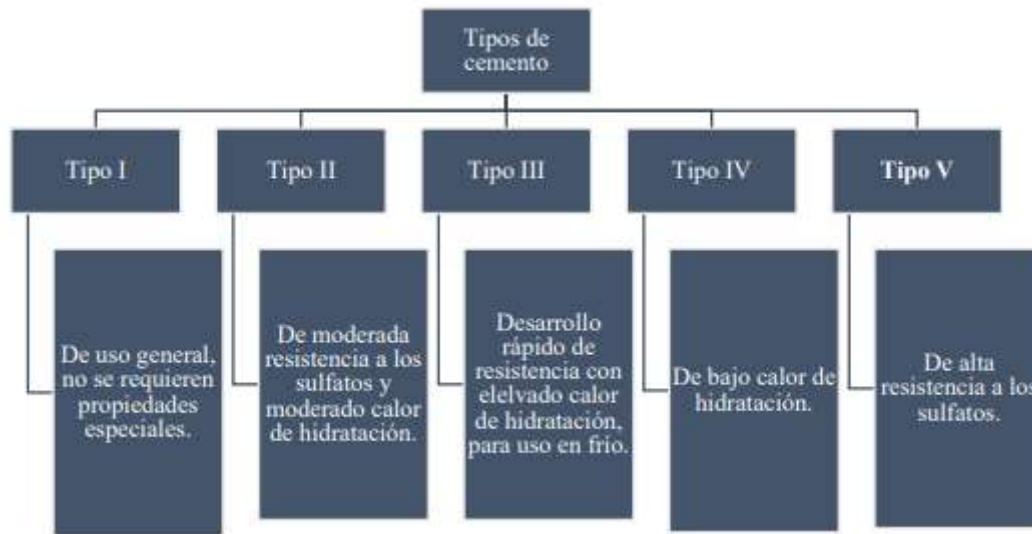 Tipos de
cemento
Tipo I
Tipo II
Tipo III
Tipo IV
Tipo V
De uso general,
no se requieren
propiedades
especiales.
De moderada
resistencia a los
sulfatos y
moderado calor
de hidratación.
Desarrollo
rápido de
resistencia con
elelvado calor
de hidratación,
para uso en frío.
De bajo calor de
hidratación.
De alta
resistencia a los
sulfatos.